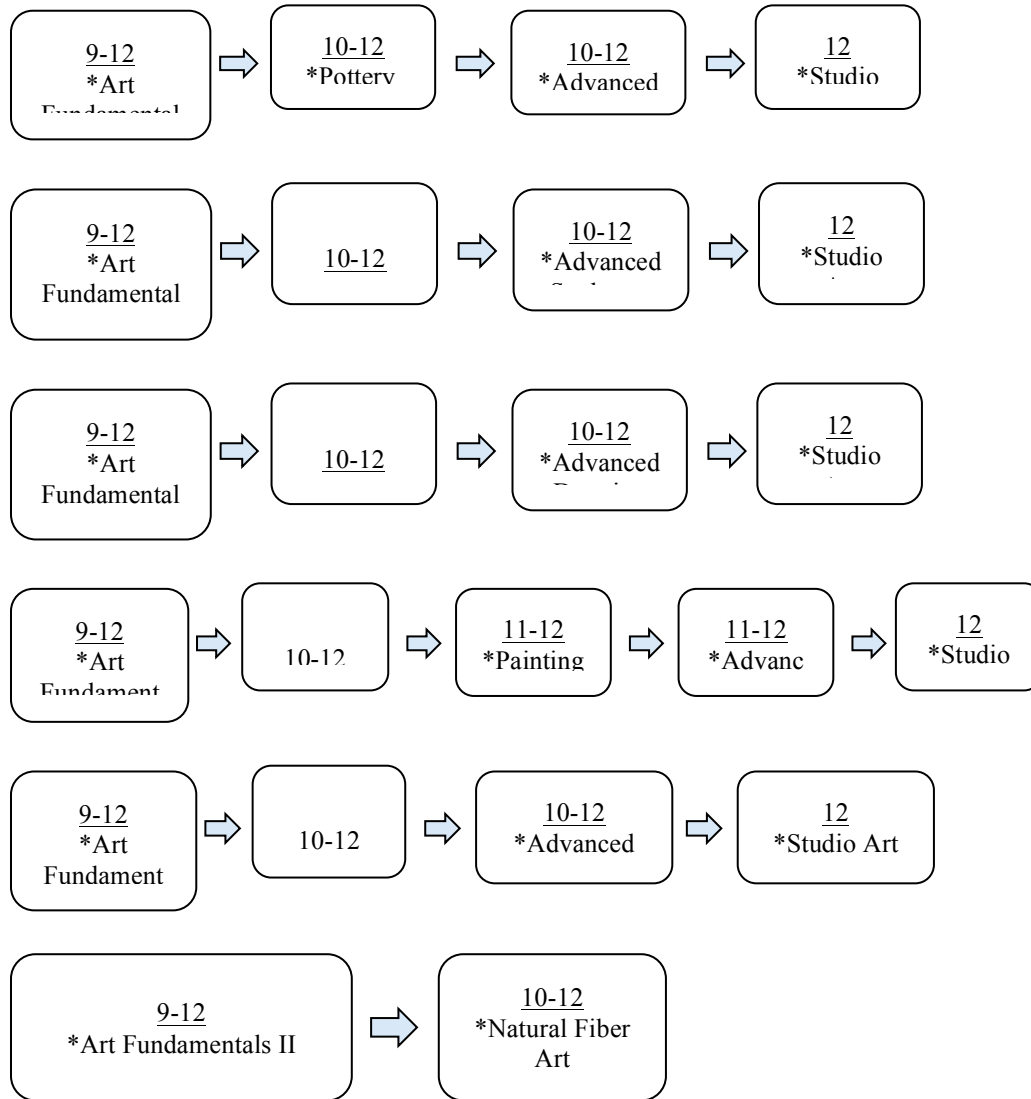 9-12
*Art
Fundamental
10-12
*Pottery
10-12
*Advanced
12
*Studio
9-12
*Art
Fundamental
10-12
10-12
*Advanced
12
*Studio
9-12
*Art
Fundamental
10-12
10-12
*Advanced
12
*Studio
9-12
*Art
Fundament
10-12
11-12
*Painting
11-12
*Advanc
12
*Studio
9-12
*Art
Fundament
10-12
10-12
*Advanced
12
*Studio Art
9-12
*Art Fundamentals II
10-12
*Natural Fiber
Art